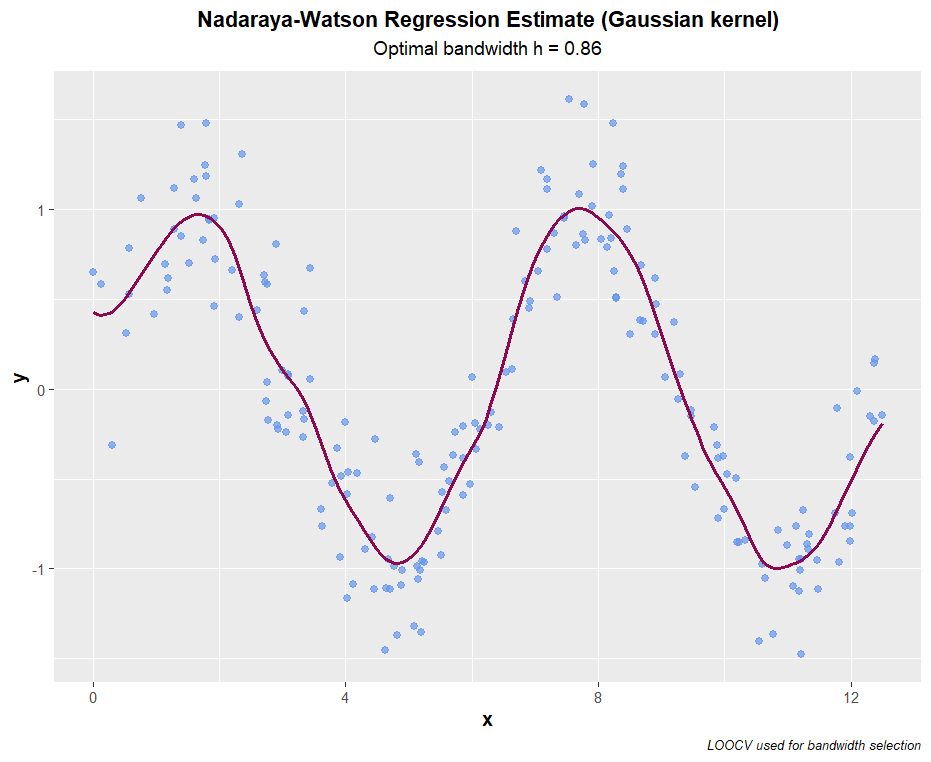 Nadaraya-Watson Regression Estimate (Gaussian kernel)
Optimal bandwidth h = 0.86
1
0
-1
y
0 4 8 12
x
LOOCV used for bandwidth selection